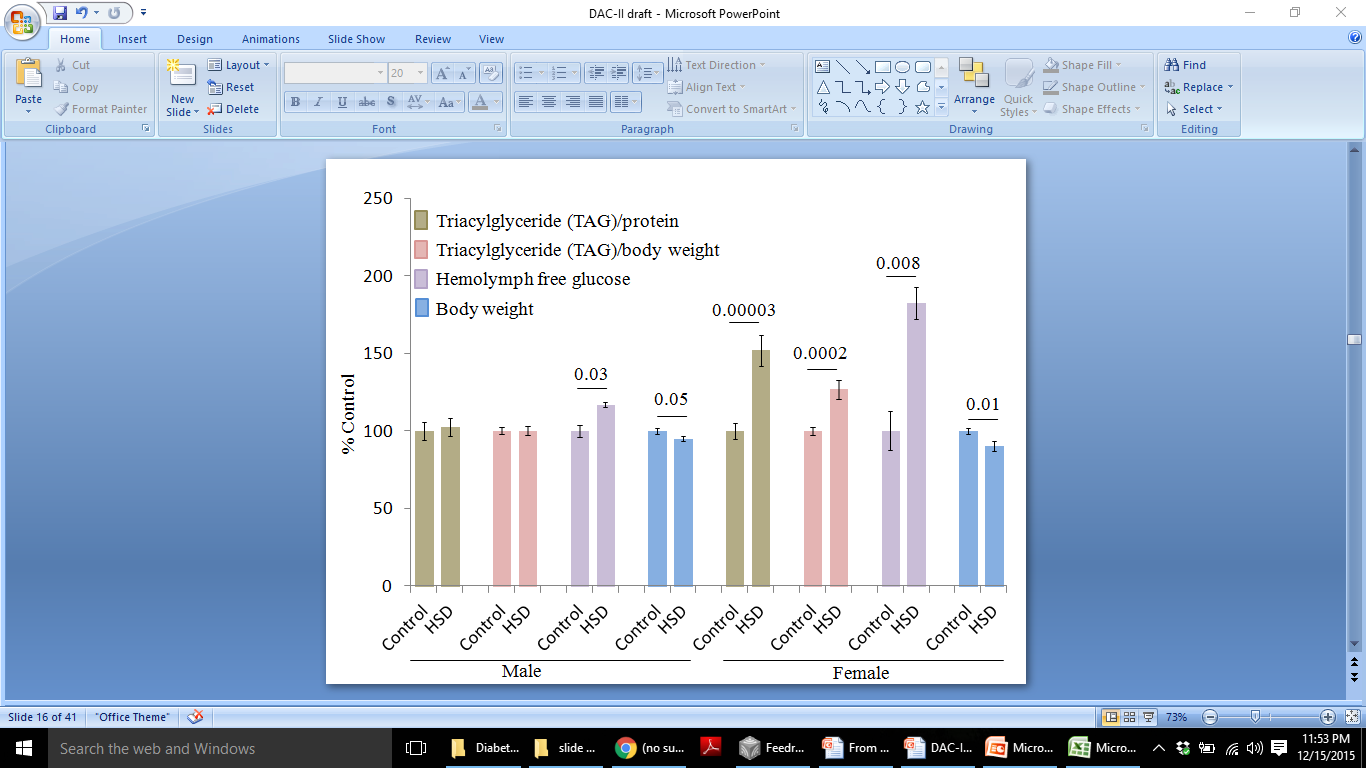 DAC-II draft - Microsoft PowerPoint
Home Insert Design Animations Slide Show Review View
Paste
Cut
Copy
Format Painter
Clipboard
New Slide
Layout
Reset
Delete
Slides
20
B I U abc S AV Aa A
Font
Paragraph
Text Direction
Align Text
Convert to SmartArt
Arrange
Quick Styles
Shape Fill
Shape Outline
Shape Effects
Drawing
Find
Replace
Select
Editing
250
200
150
100
50
0
% Control
Triacylglyceride (TAG)/protein
Triacylglyceride (TAG)/body weight
Hemolymph free glucose
Body weight
0.03
0.05
0.00003
0.0002
0.008
0.01
Control HSD Control HSD Control HSD Control HSD Control HSD Control HSD Control HSD Control HSD
Male Female
Slide 16 of 41 "Office Theme" 73%
Search the web and Windows
Diabet... slide ... (no su... Feedr... From ... DAC-I... Micro... Micro...
11:53 PM
12/15/2015